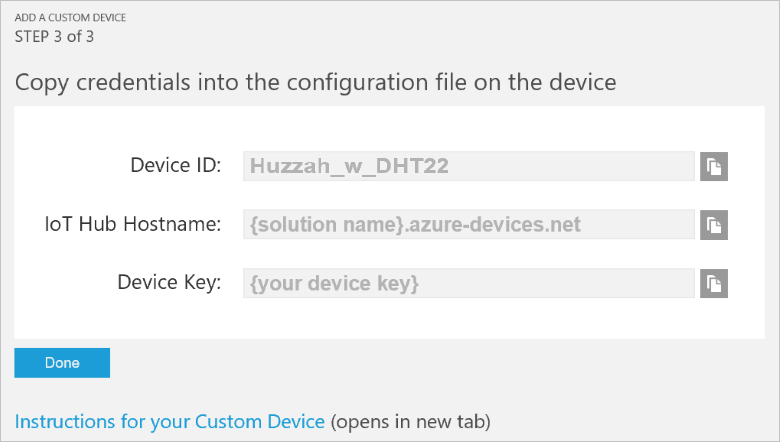 ADD A CUSTOM DEVICE
STEP 3 of 3
Copy credentials into the configuration file on the device
Device ID: Huzzah_w_DHT22
IoT Hub Hostname: {solution name}.azure-devices.net
Device Key: {your device key}
Done
Instructions for your Custom Device (opens in new tab)